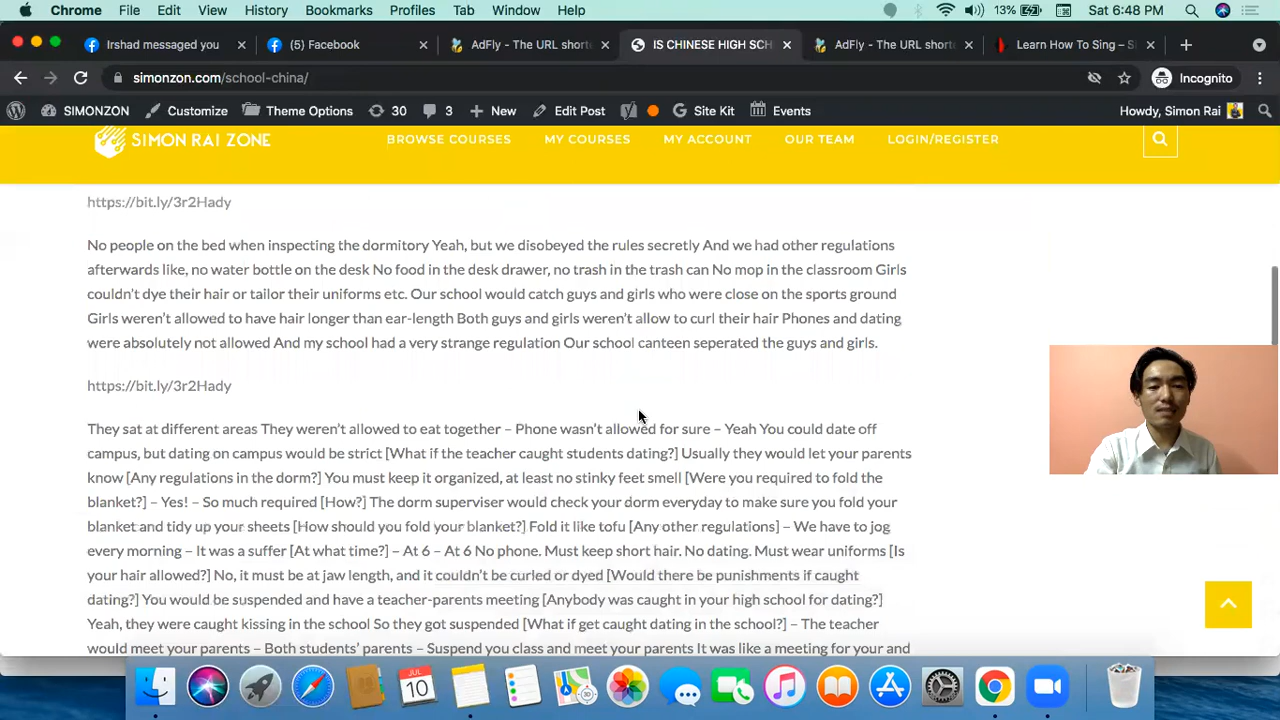 Chrome File Edit View History Bookmarks Profiles Tab Window Help 13% Sat 6:48 PM
Irshad messaged you (5) Facebook AdFly - The URL shorte IS CHINESE HIGH SCH AdFly - The URL shorte Learn How To Sing – S
simonzon.com/school-china/ Incognito
SIMONZON Customize Theme Options 30 3 New Edit Post Site Kit Events Howdy, Simon Rai
SIMON RAI ZONE BROWSE COURSES MY COURSES MY ACCOUNT OUR TEAM LOGIN/REGISTER
https://bit.ly/3r2Hady
No people on the bed when inspecting the dormitory Yeah, but we disobeyed the rules secretly And we had other regulations
afterwards like, no water bottle on the desk No food in the desk drawer, no trash in the trash can No mop in the classroom Girls
couldn't dye their hair or tailor their uniforms etc. Our school would catch guys and girls who were close on the sports ground
Girls weren't allowed to have hair longer than ear-length Both guys and girls weren't allow to curl their hair Phones and dating
were absolutely not allowed And my school had a very strange regulation Our school canteen seperated the guys and girls.
https://bit.ly/3r2Hady
They sat at different areas They weren't allowed to eat together – Phone wasn't allowed for sure – Yeah You could date off
campus, but dating on campus would be strict [What if the teacher caught students dating?] Usually they would let your parents
know [Any regulations in the dorm?] You must keep it organized, at least no stinky feet smell [Were you required to fold the
blanket?] – Yes! – So much required [How?] The dorm superviser would check your dorm everyday to make sure you fold your
blanket and tidy up your sheets [How should you fold your blanket?] Fold it like tofu [Any other regulations] – We have to jog
every morning – It was a suffer [At what time?] – At 6 – At 6 No phone. Must keep short hair. No dating. Must wear uniforms [Is
your hair allowed?] No, it must be at jaw length, and it couldn't be curled or dyed [Would there be punishments if caught
dating?] You would be suspended and have a teacher-parents meeting [Anybody was caught in your high school for dating?]
Yeah, they were caught kissing in the school So they got suspended [What if get caught dating in the school?] – The teacher
would meet your parents – Both students' parents – Suspend you class and meet your parents It was like a meeting for your and
JUL
10